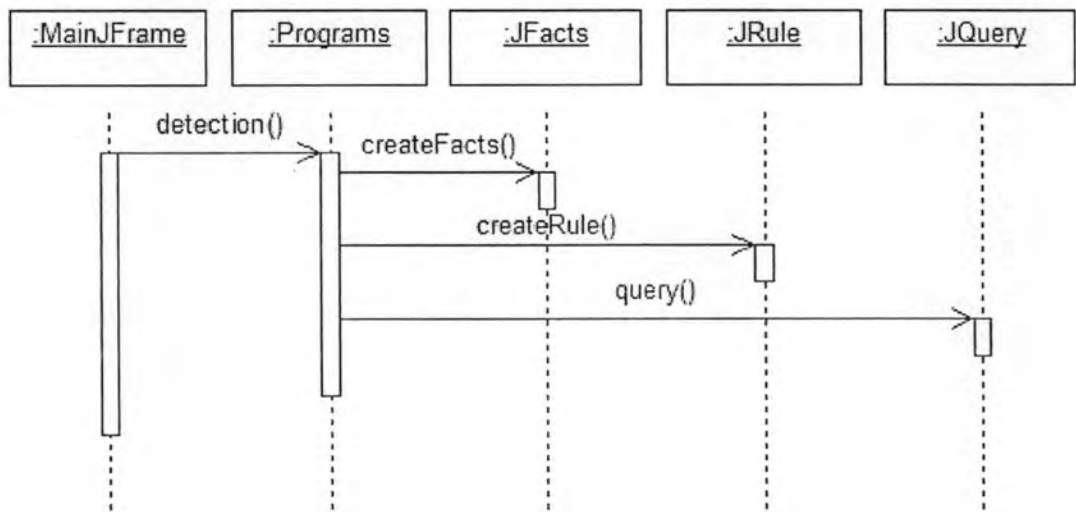 :MainJFrame
:Programs
:JFacts
:JRule
:JQuery
detection()
createFacts()
createRule()
query()